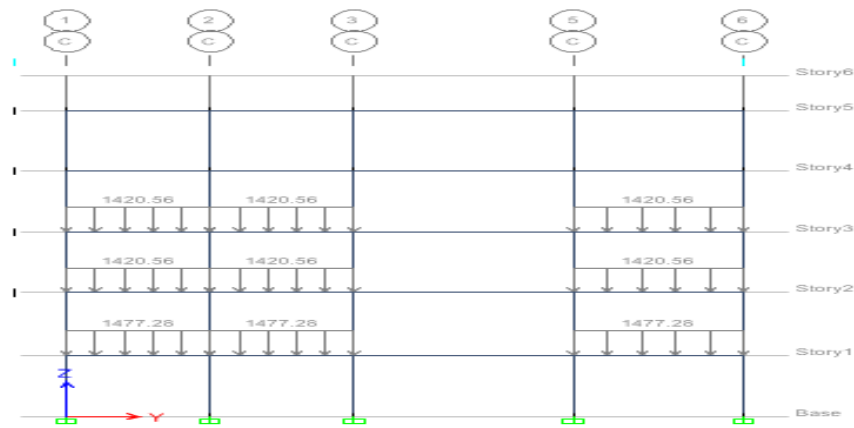 1 2 3 5 6
C C C C C
Story6
Story5
Story4
1420.56 1420.56 1420.56
Story3
1420.56 1420.56 1420.56
Story2
1477.28 1477.28 1477.28
Story1
Z
Y
Base